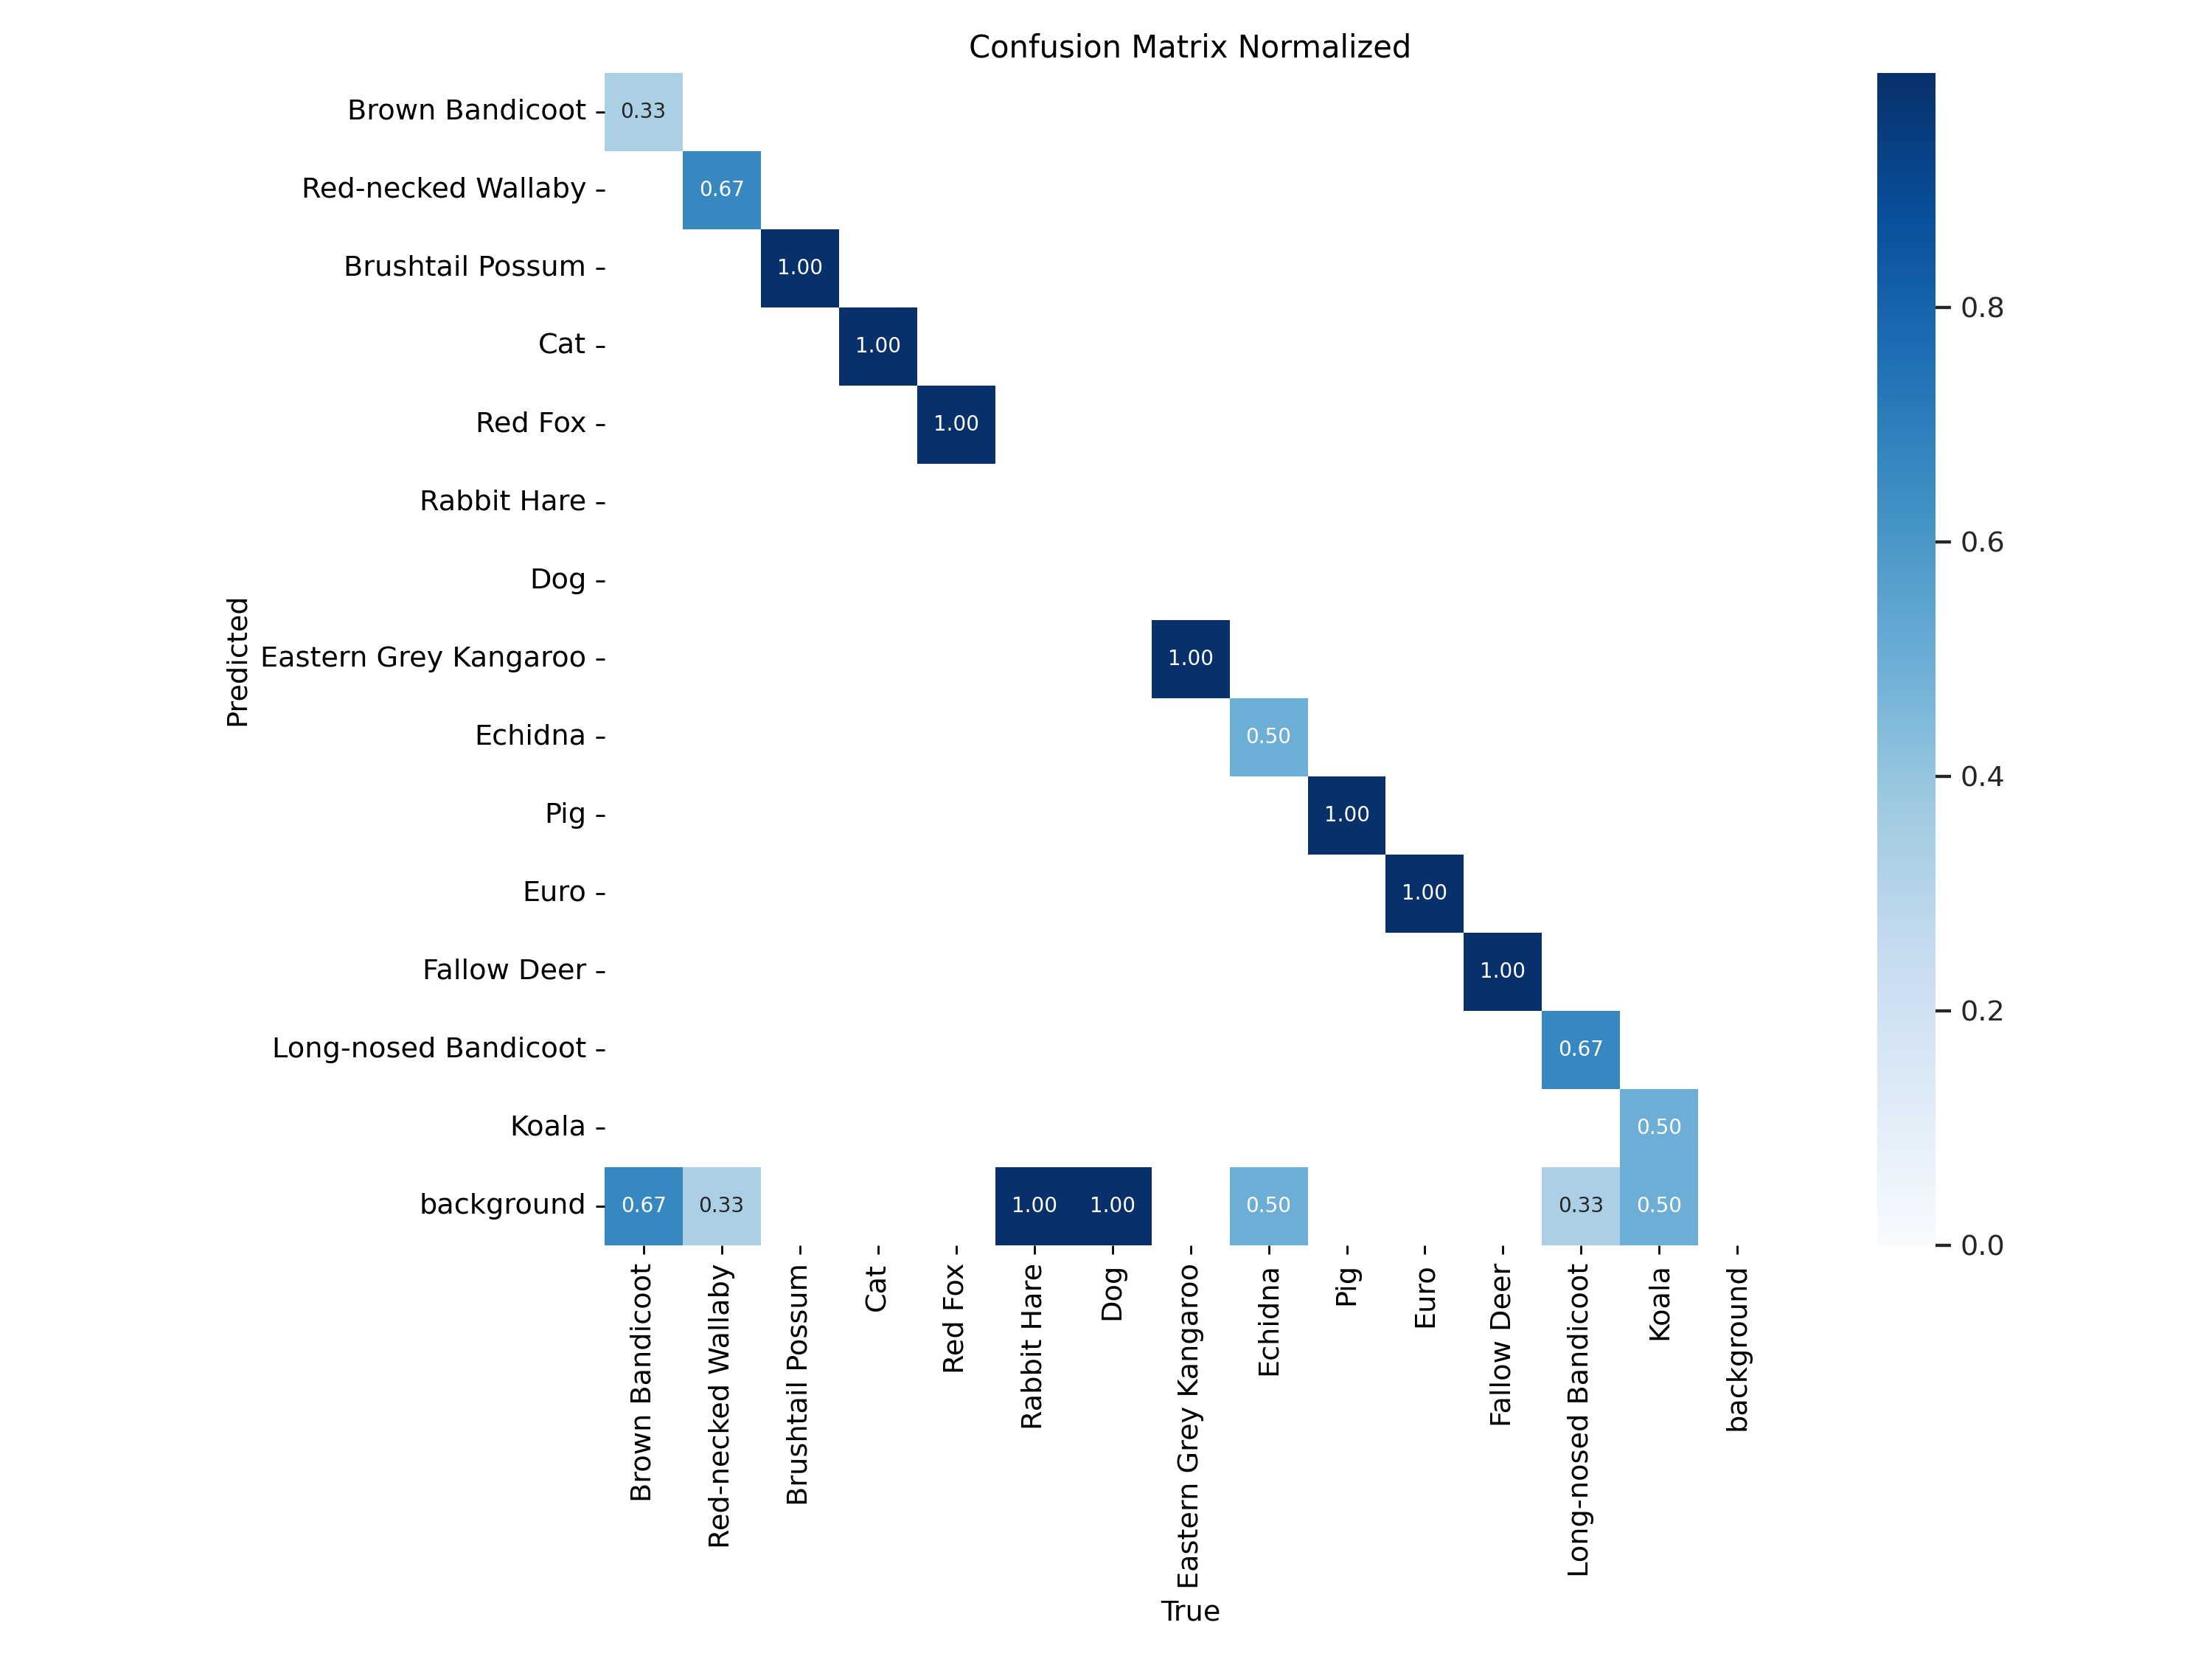 Confusion Matrix Normalized
Brown Bandicoot
0.33
Red-necked Wallaby
0.67
Brushtail Possum
1.00
Cat
1.00
Red Fox
1.00
Rabbit Hare
Dog
Eastern Grey Kangaroo
1.00
Echidna
0.50
Pig
1.00
Euro
1.00
Fallow Deer
1.00
Long-nosed Bandicoot
0.67
Koala
0.50
background
0.67 0.33 1.00 1.00 0.50 0.33 0.50
Predicted
Brown Bandicoot
Red-necked Wallaby
Brushtail Possum
Cat
Red Fox
Rabbit Hare
Dog
Eastern Grey Kangaroo
Echidna
Pig
Euro
Fallow Deer
Long-nosed Bandicoot
Koala
background
True
0.8
0.6
0.4
0.2
0.0